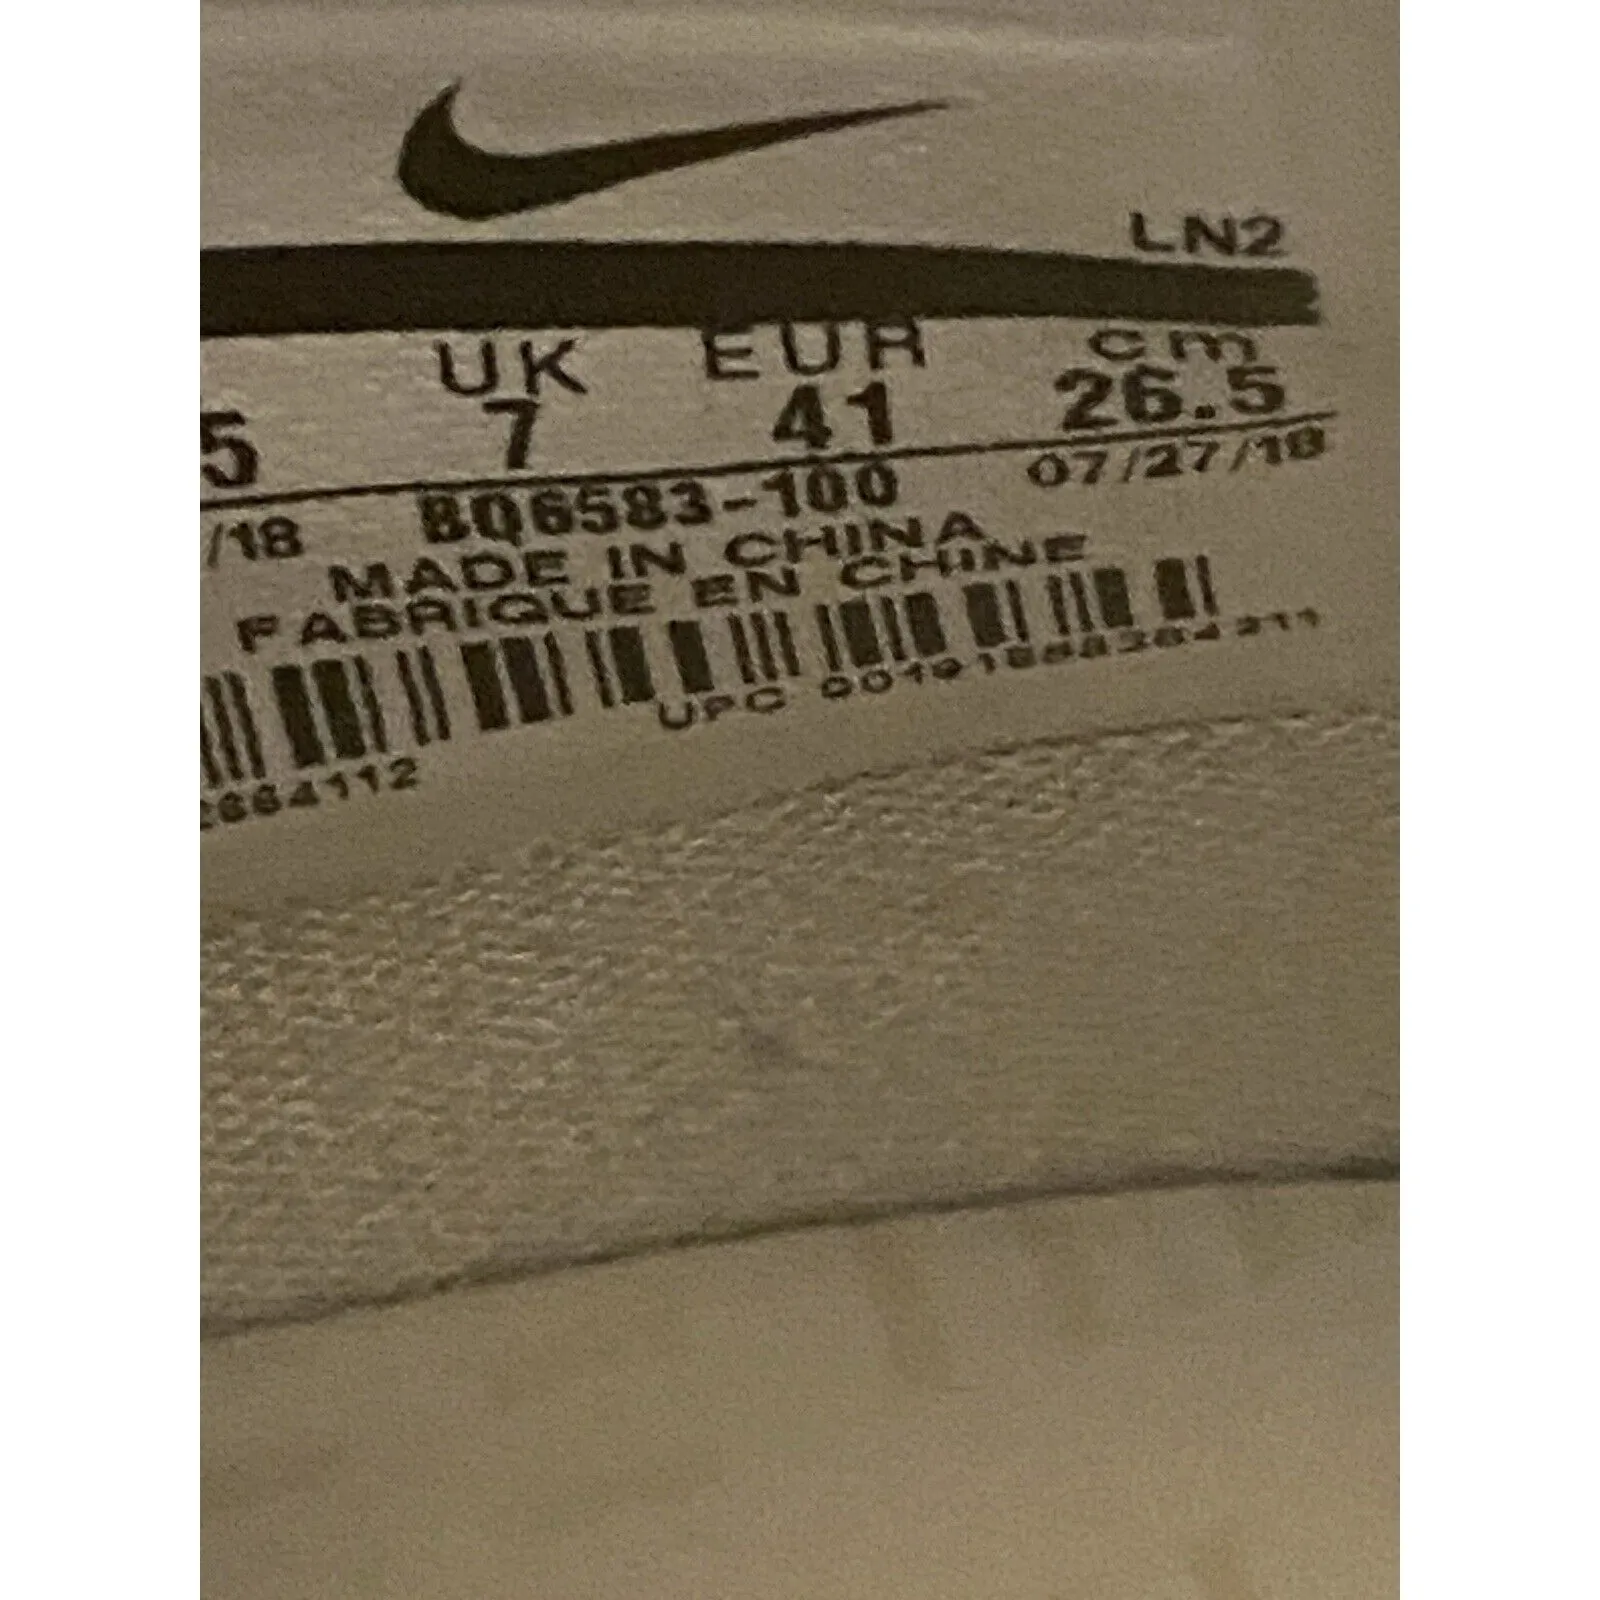 LN2
UK EUR cm
5 7 41 26.5
/18 BQ6583-100 07/27/18
MADE IN CHINA
FABRIQUE EN CHINE
UPC
2664112